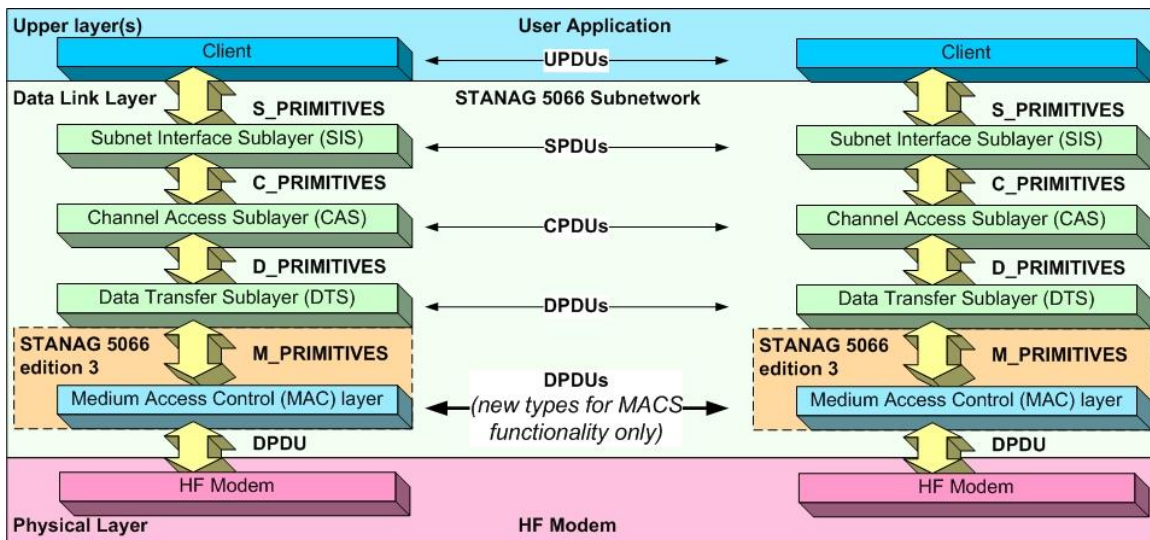 Upper layer(s)
User Application
Client
UPDUs
Client
Data Link Layer
STANAG 5066 Subnetwork
S_PRIMITIVES
S_PRIMITIVES
Subnet Interface Sublayer (SIS)
SPDUs
Subnet Interface Sublayer (SIS)
C_PRIMITIVES
C_PRIMITIVES
Channel Access Sublayer (CAS)
CPDUs
Channel Access Sublayer (CAS)
D_PRIMITIVES
D_PRIMITIVES
Data Transfer Sublayer (DTS)
DPDUs
Data Transfer Sublayer (DTS)
STANAG 5066
edition 3
M_PRIMITIVES
STANAG 5066
edition 3
M_PRIMITIVES
DPDUs
(new types for MACS
functionality only)
Medium Access Control (MAC) layer
Medium Access Control (MAC) layer
DPDU
DPDU
HF Modem
HF Modem
Physical Layer
HF Modem